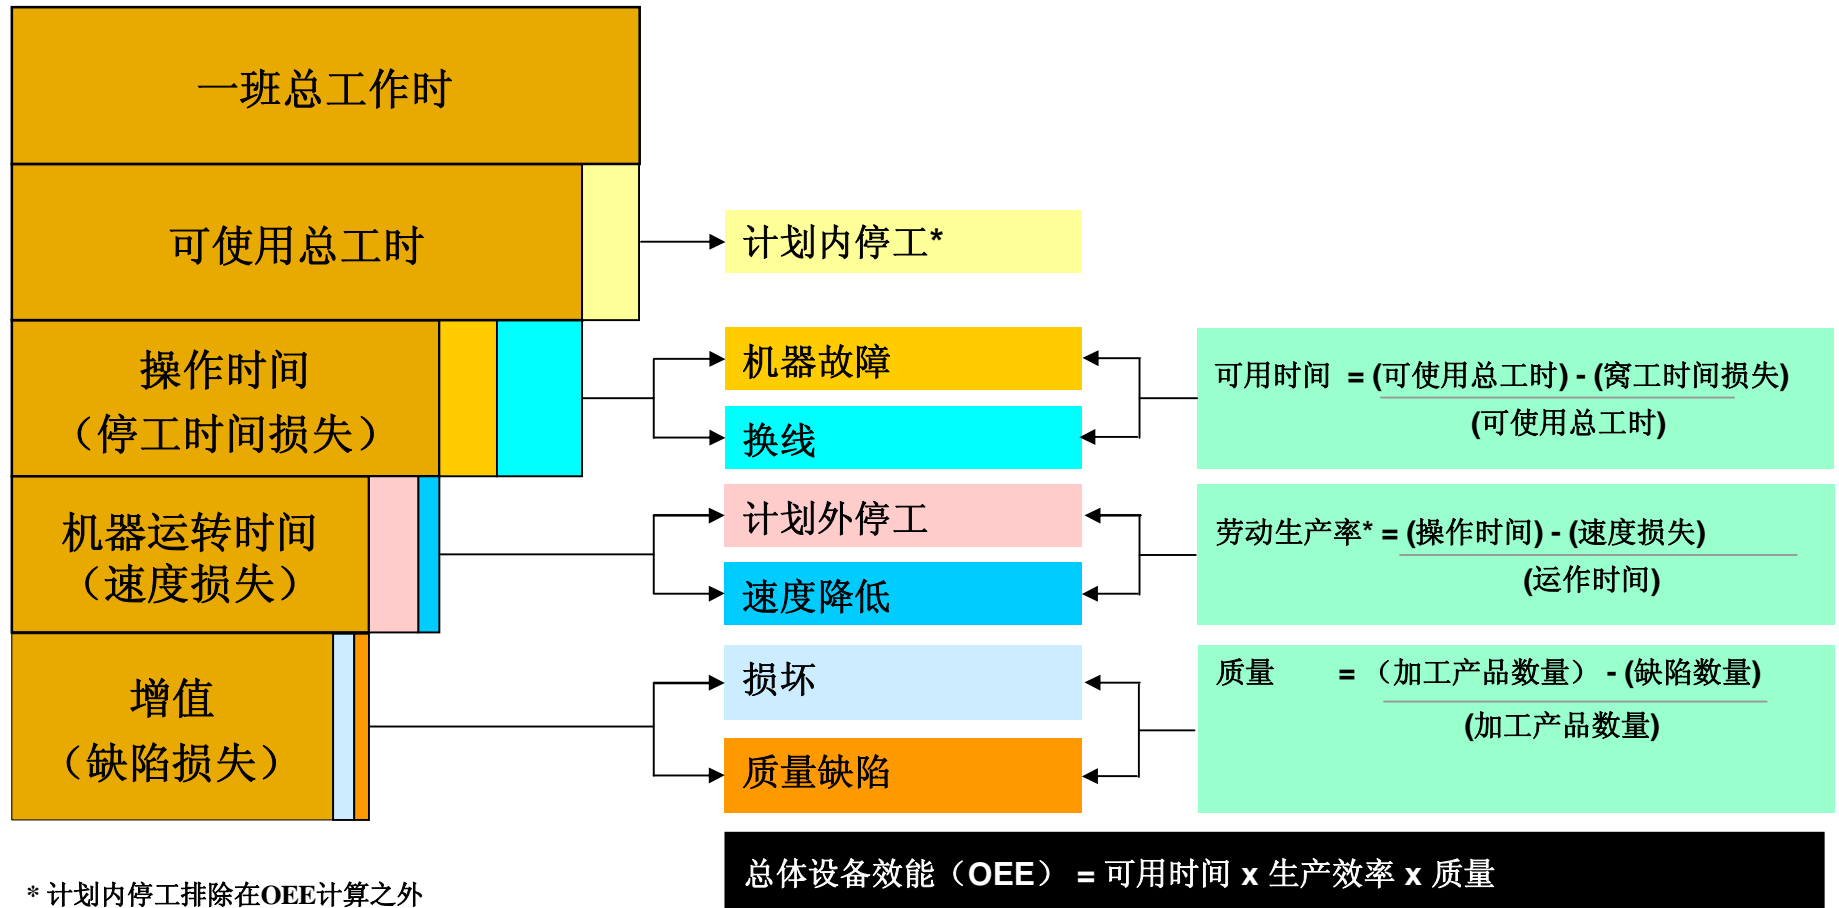 一班总工作时
可使用总工时
计划内停工*
操作时间
（停工时间损失）
机器故障
换线
可用时间 = (可使用总工时) - (窝工时间损失)
(可使用总工时)
机器运转时间
（速度损失）
计划外停工
速度降低
劳动生产率* = (操作时间) - (速度损失)
(运作时间)
增值
（缺陷损失）
损坏
质量缺陷
质量 = （加工产品数量） - (缺陷数量)
(加工产品数量)
总体设备效能（OEE） = 可用时间 x 生产效率 x 质量
* 计划内停工排除在OEE计算之外